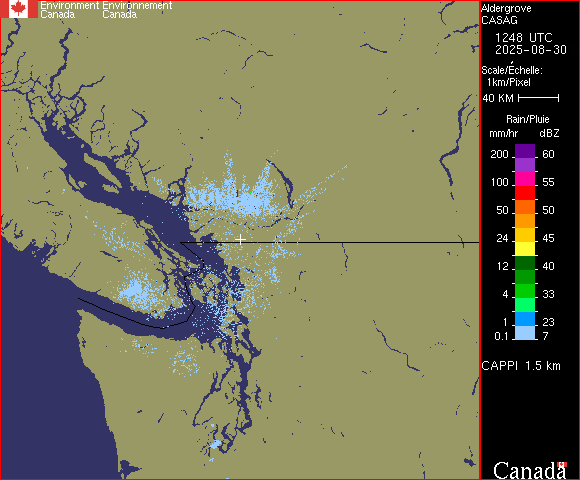 Environment Environnement
Canada Canada
Aldergrove
CASAG
1248 UTC
2025-08-30
Scale/Échelle:
1km/Pixel
40 KM
Rain/Pluie
mm/hr dBZ
200 60
100 55
50 50
24 45
12 40
4 33
1 23
0.1 7
CAPPI 1.5 km
Canada